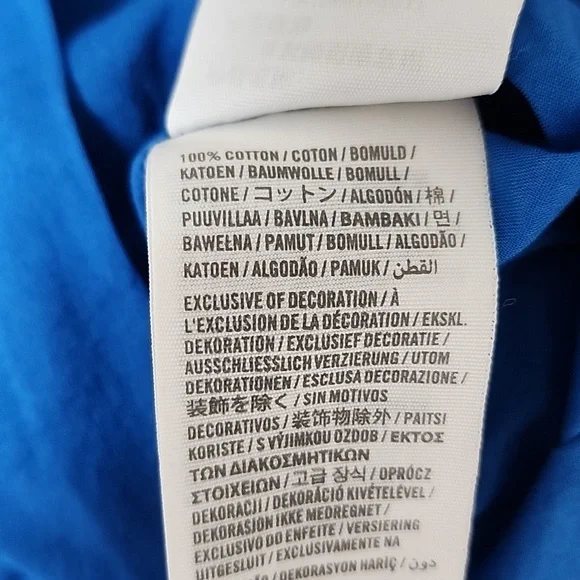 100% COTTON / COTON / BOMULD /
KATOEN / BAUMWOLLE / BOMULL /
COTONE / コットン / ALGODÓN / 棉 /
PUUVILLAA / BAVLNA / BAMBAKI / 면 /
BAWEŁNA / PAMUT / BOMULL / ALGODÃO /
KATOEN / ALGODÃO / PAMUK / القطن
EXCLUSIVE OF DECORATION / À
L'EXCLUSION DE LA DÉCORATION / EKSKL.
DEKORATION / EXCLUSIEF DECORATIE /
AUSSCHLIESSLICH VERZIERUNG / UTOM
DEKORATIONEN / ESCLUSA DECORAZIONE /
装飾を除く / SIN MOTIVOS
DECORATIVOS / 装饰物除外 / PAITSI
KORISTE / S VÝJIMKOU OZDOB / ΕΚΤΟΣ
ΤΩΝ ΔΙΑΚΟΣΜΗΤΙΚΩΝ
ΣΤΟΙΧΕΙΩΝ / 고급 장식 / OPRÓCZ
DEKORACJI / DEKORÁCIÓ KIVÉTELÉVEL /
DEKORASJON IKKE MEDREGNET /
EXCLUSIVO DO ENFEITE / VERSIERING
UITGESLOTEN / EXCLUSIVAMENTE NA
DECORAÇÃO / DEKORASYON HARİÇ / دون